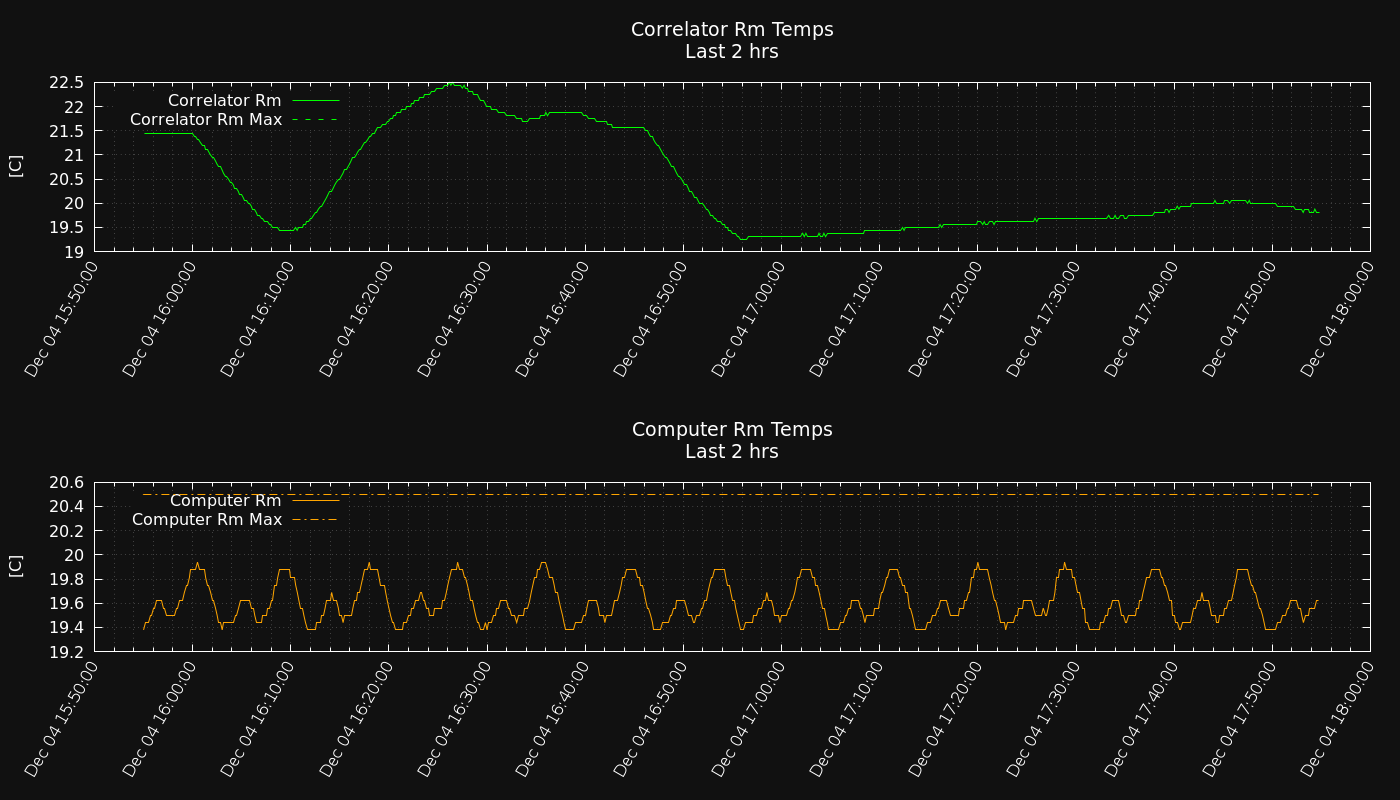 Correlator Rm Temps
Last 2 hrs
22.5
22
21.5
21
20.5
20
19.5
19
[C]
Correlator Rm
Correlator Rm Max
Dec 04 15:50:00
Dec 04 16:00:00
Dec 04 16:10:00
Dec 04 16:20:00
Dec 04 16:30:00
Dec 04 16:40:00
Dec 04 16:50:00
Dec 04 17:00:00
Dec 04 17:10:00
Dec 04 17:20:00
Dec 04 17:30:00
Dec 04 17:40:00
Dec 04 17:50:00
Dec 04 18:00:00
Computer Rm Temps
Last 2 hrs
20.6
20.4
20.2
20
19.8
19.6
19.4
19.2
[C]
Computer Rm
Computer Rm Max
Dec 04 15:50:00
Dec 04 16:00:00
Dec 04 16:10:00
Dec 04 16:20:00
Dec 04 16:30:00
Dec 04 16:40:00
Dec 04 16:50:00
Dec 04 17:00:00
Dec 04 17:10:00
Dec 04 17:20:00
Dec 04 17:30:00
Dec 04 17:40:00
Dec 04 17:50:00
Dec 04 18:00:00